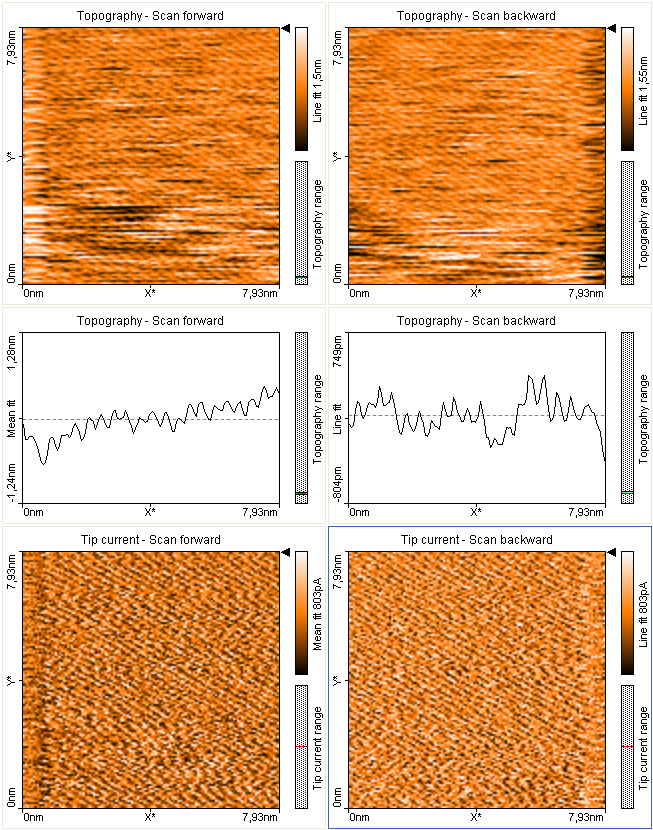 Topography - Scan forward
7,93nm
Y*
0nm
0nm
X*
7,93nm
Line fit 1,5nm
Topography range
Topography - Scan backward
7,93nm
Y*
0nm
0nm
X*
7,93nm
Line fit 1,55nm
Topography range
Topography - Scan forward
1,28nm
Mean fit
-1,24nm
0nm
X*
7,93nm
Topography range
Topography - Scan backward
749pm
Line fit
-804pm
0nm
X*
7,93nm
Topography range
Tip current - Scan forward
7,93nm
Y*
0nm
0nm
X*
7,93nm
Mean fit 803pA
Tip current range
Tip current - Scan backward
7,93nm
Y*
0nm
0nm
X*
7,93nm
Line fit 803pA
Tip current range